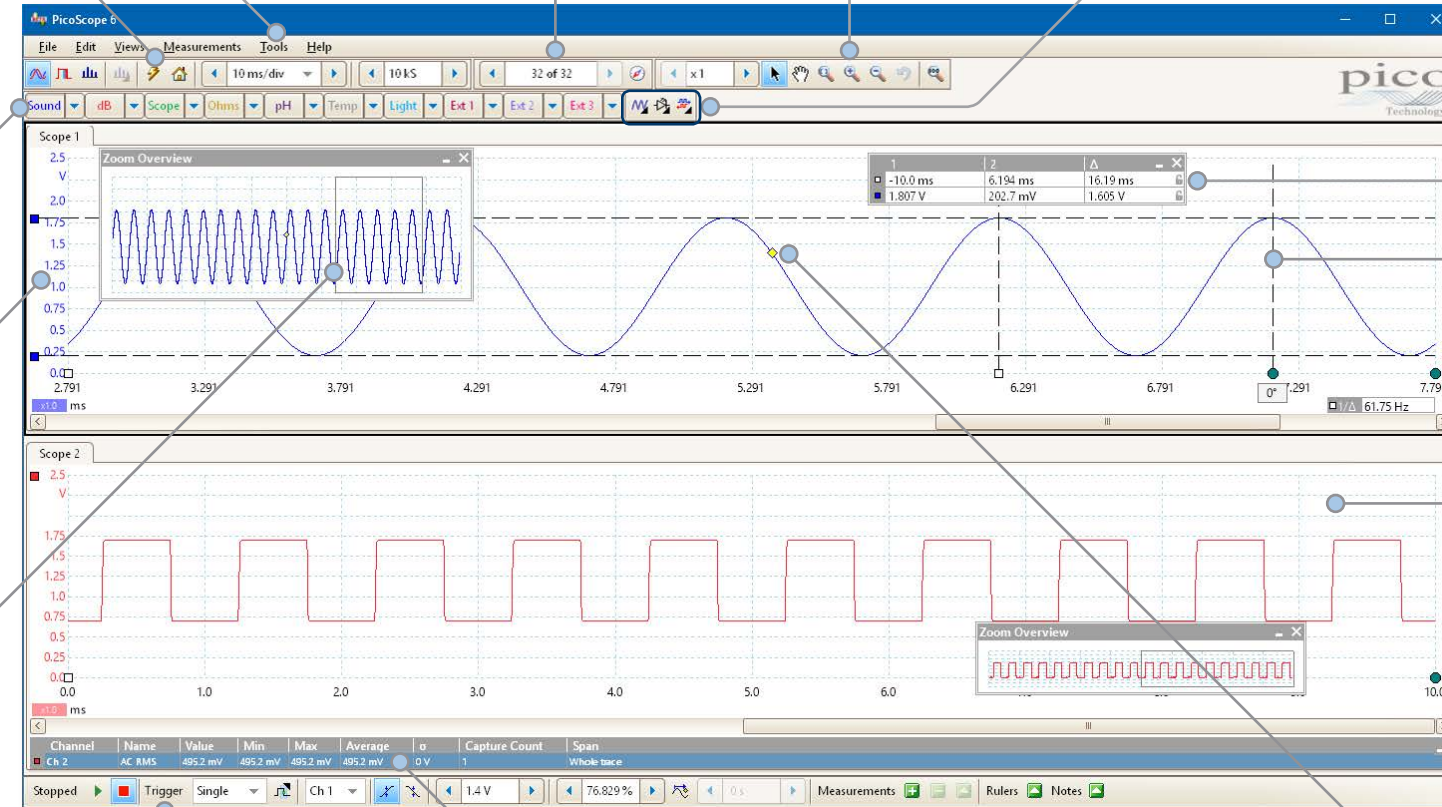 PicoScope 6
File Edit Views Measurements Tools Help
10 ms/div 10 kS 32 of 32 x1
pico
Technology
Sound dB Scope Ohms pH Temp Light Ext 1 Ext 2 Ext 3
Scope 1
Zoom Overview
1 2 Δ
-10.0 ms 6.194 ms 16.19 ms
1.807 V 202.7 mV 1.605 V
2.5
V
2.0
1.75
1.5
1.25
1.0
0.75
0.5
0.25
0.0
2.791 3.291 3.791 4.291 4.791 5.291 5.791 6.291 6.791 7.291 7.79
x1.0 ms
0°
1/Δ 61.75 Hz
Scope 2
2.5
V
1.75
1.5
1.25
1.0
0.75
0.5
0.25
0.0
Zoom Overview
0.0 1.0 2.0 3.0 4.0 5.0 6.0 10.0
x1.0 ms
Channel Name Value Min Max Average σ Capture Count Span
Ch 2 AC RMS 495.2 mV 495.2 mV 495.2 mV 495.2 mV 0 V 1 Whole trace
Stopped Trigger Single Ch 1 1.4 V 76.829 % 0 s Measurements Rulers Notes